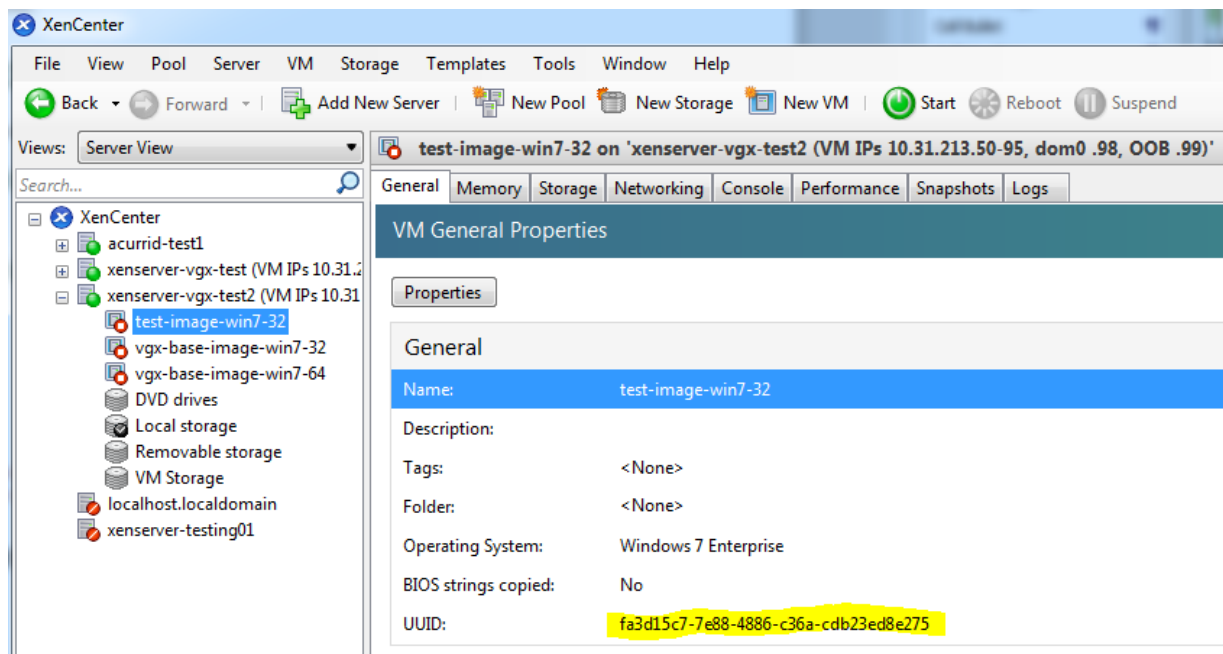 XenCenter
File View Pool Server VM Storage Templates Tools Window Help
Back Forward Add New Server New Pool New Storage New VM Start Reboot Suspend
Views: Server View
test-image-win7-32 on 'xenserver-vgx-test2 (VM IPs 10.31.213.50-95, dom0 .98, OOB .99)'
Search...
General Memory Storage Networking Console Performance Snapshots Logs
XenCenter
acurrid-test1
xenserver-vgx-test (VM IPs 10.31.2
xenserver-vgx-test2 (VM IPs 10.31
test-image-win7-32
vgx-base-image-win7-32
vgx-base-image-win7-64
DVD drives
Local storage
Removable storage
VM Storage
localhost.localdomain
xenserver-testing01
VM General Properties
Properties
General
Name: test-image-win7-32
Description:
Tags: <None>
Folder: <None>
Operating System: Windows 7 Enterprise
BIOS strings copied: No
UUID: fa3d15c7-7e88-4886-c36a-cdb23ed8e275